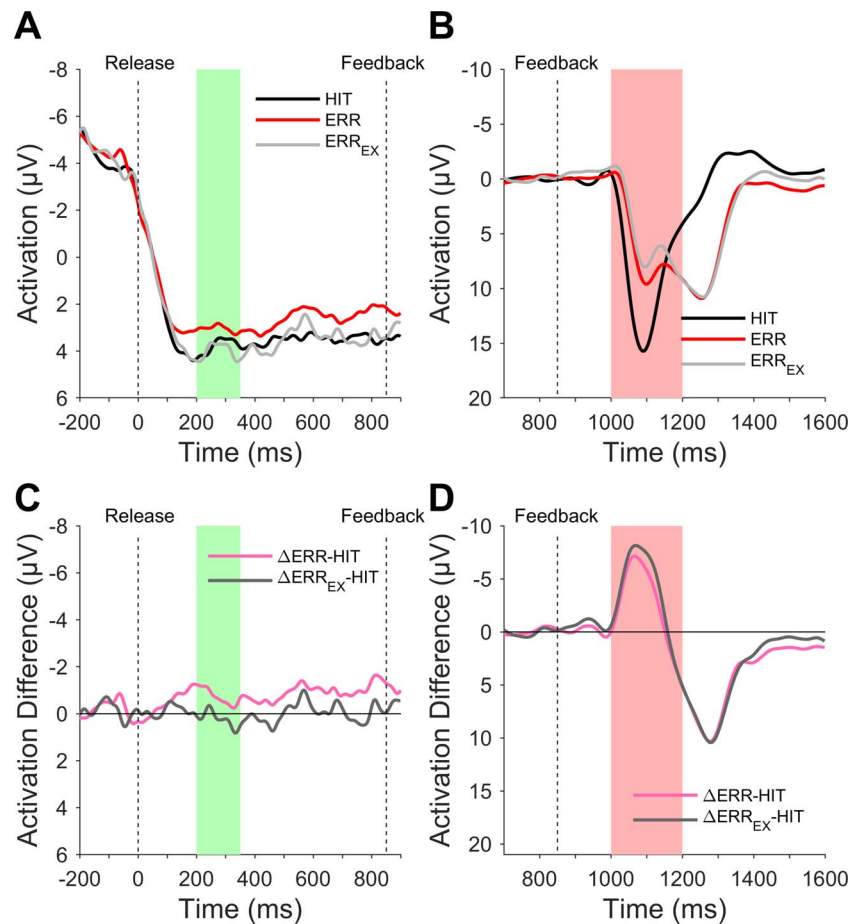 A
Release
Feedback
-8
-6
-4
-2
0
2
4
6
Activation (µV)
HIT
ERR
ERR_EX
-200
0
200
400
600
800
Time (ms)
B
Feedback
-10
-5
0
5
10
15
20
Activation (µV)
HIT
ERR
ERR_EX
800
1000
1200
1400
1600
Time (ms)
C
Release
Feedback
-8
-6
-4
-2
0
2
4
6
Activation Difference (µV)
ΔERR-HIT
ΔERR_EX-HIT
-200
0
200
400
600
800
Time (ms)
D
Feedback
-10
-5
0
5
10
15
20
Activation Difference (µV)
ΔERR-HIT
ΔERR_EX-HIT
800
1000
1200
1400
1600
Time (ms)